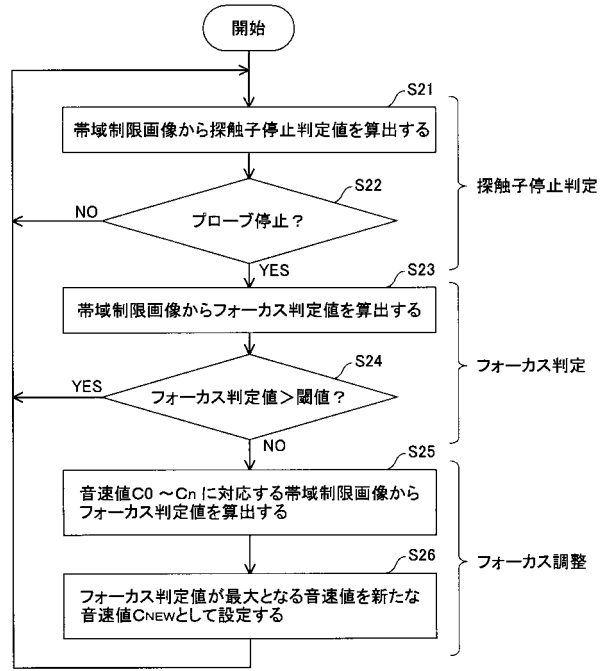 開始
S21
帯域制限画像から探触子停止判定値を算出する
探触子停止判定
S22
プローブ停止？
NO
YES
S23
帯域制限画像からフォーカス判定値を算出する
フォーカス判定
S24
フォーカス判定値＞閾値？
YES
NO
S25
音速値C0 ～Cn に対応する帯域制限画像から
フォーカス判定値を算出する
フォーカス調整
S26
フォーカス判定値が最大となる音速値を新たな
音速値CNEWとして設定する